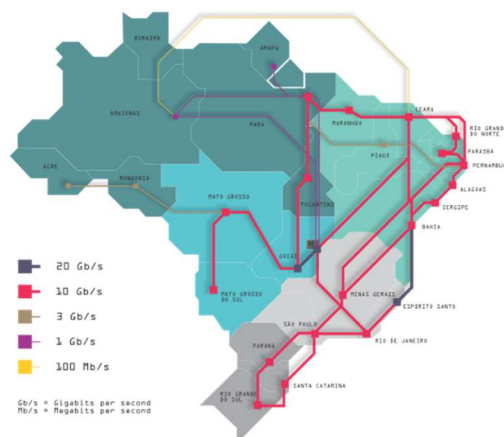 RORAIMA
AMAPA
AMAZONAS
PARA
MARANHÃO
CEARA
RIO GRANDE
DO NORTE
PARAIBA
PERNAMBUCO
PIAUI
ALAGOAS
SERGIPE
BAHIA
ACRE
RONDONIA
TOCANTINS
MATO GROSSO
GOIAS
MATO GROSSO
DO SUL
MINAS GERAIS
ESPIRITO SANTO
SAO PAULO
RIO DE JANEIRO
PARANA
SANTA CATARINA
RIO GRANDE
DO SUL
20 Gb/s
10 Gb/s
3 Gb/s
1 Gb/s
100 Mb/s
Gb/s = Gigabits per second
Mb/s = Megabits per second